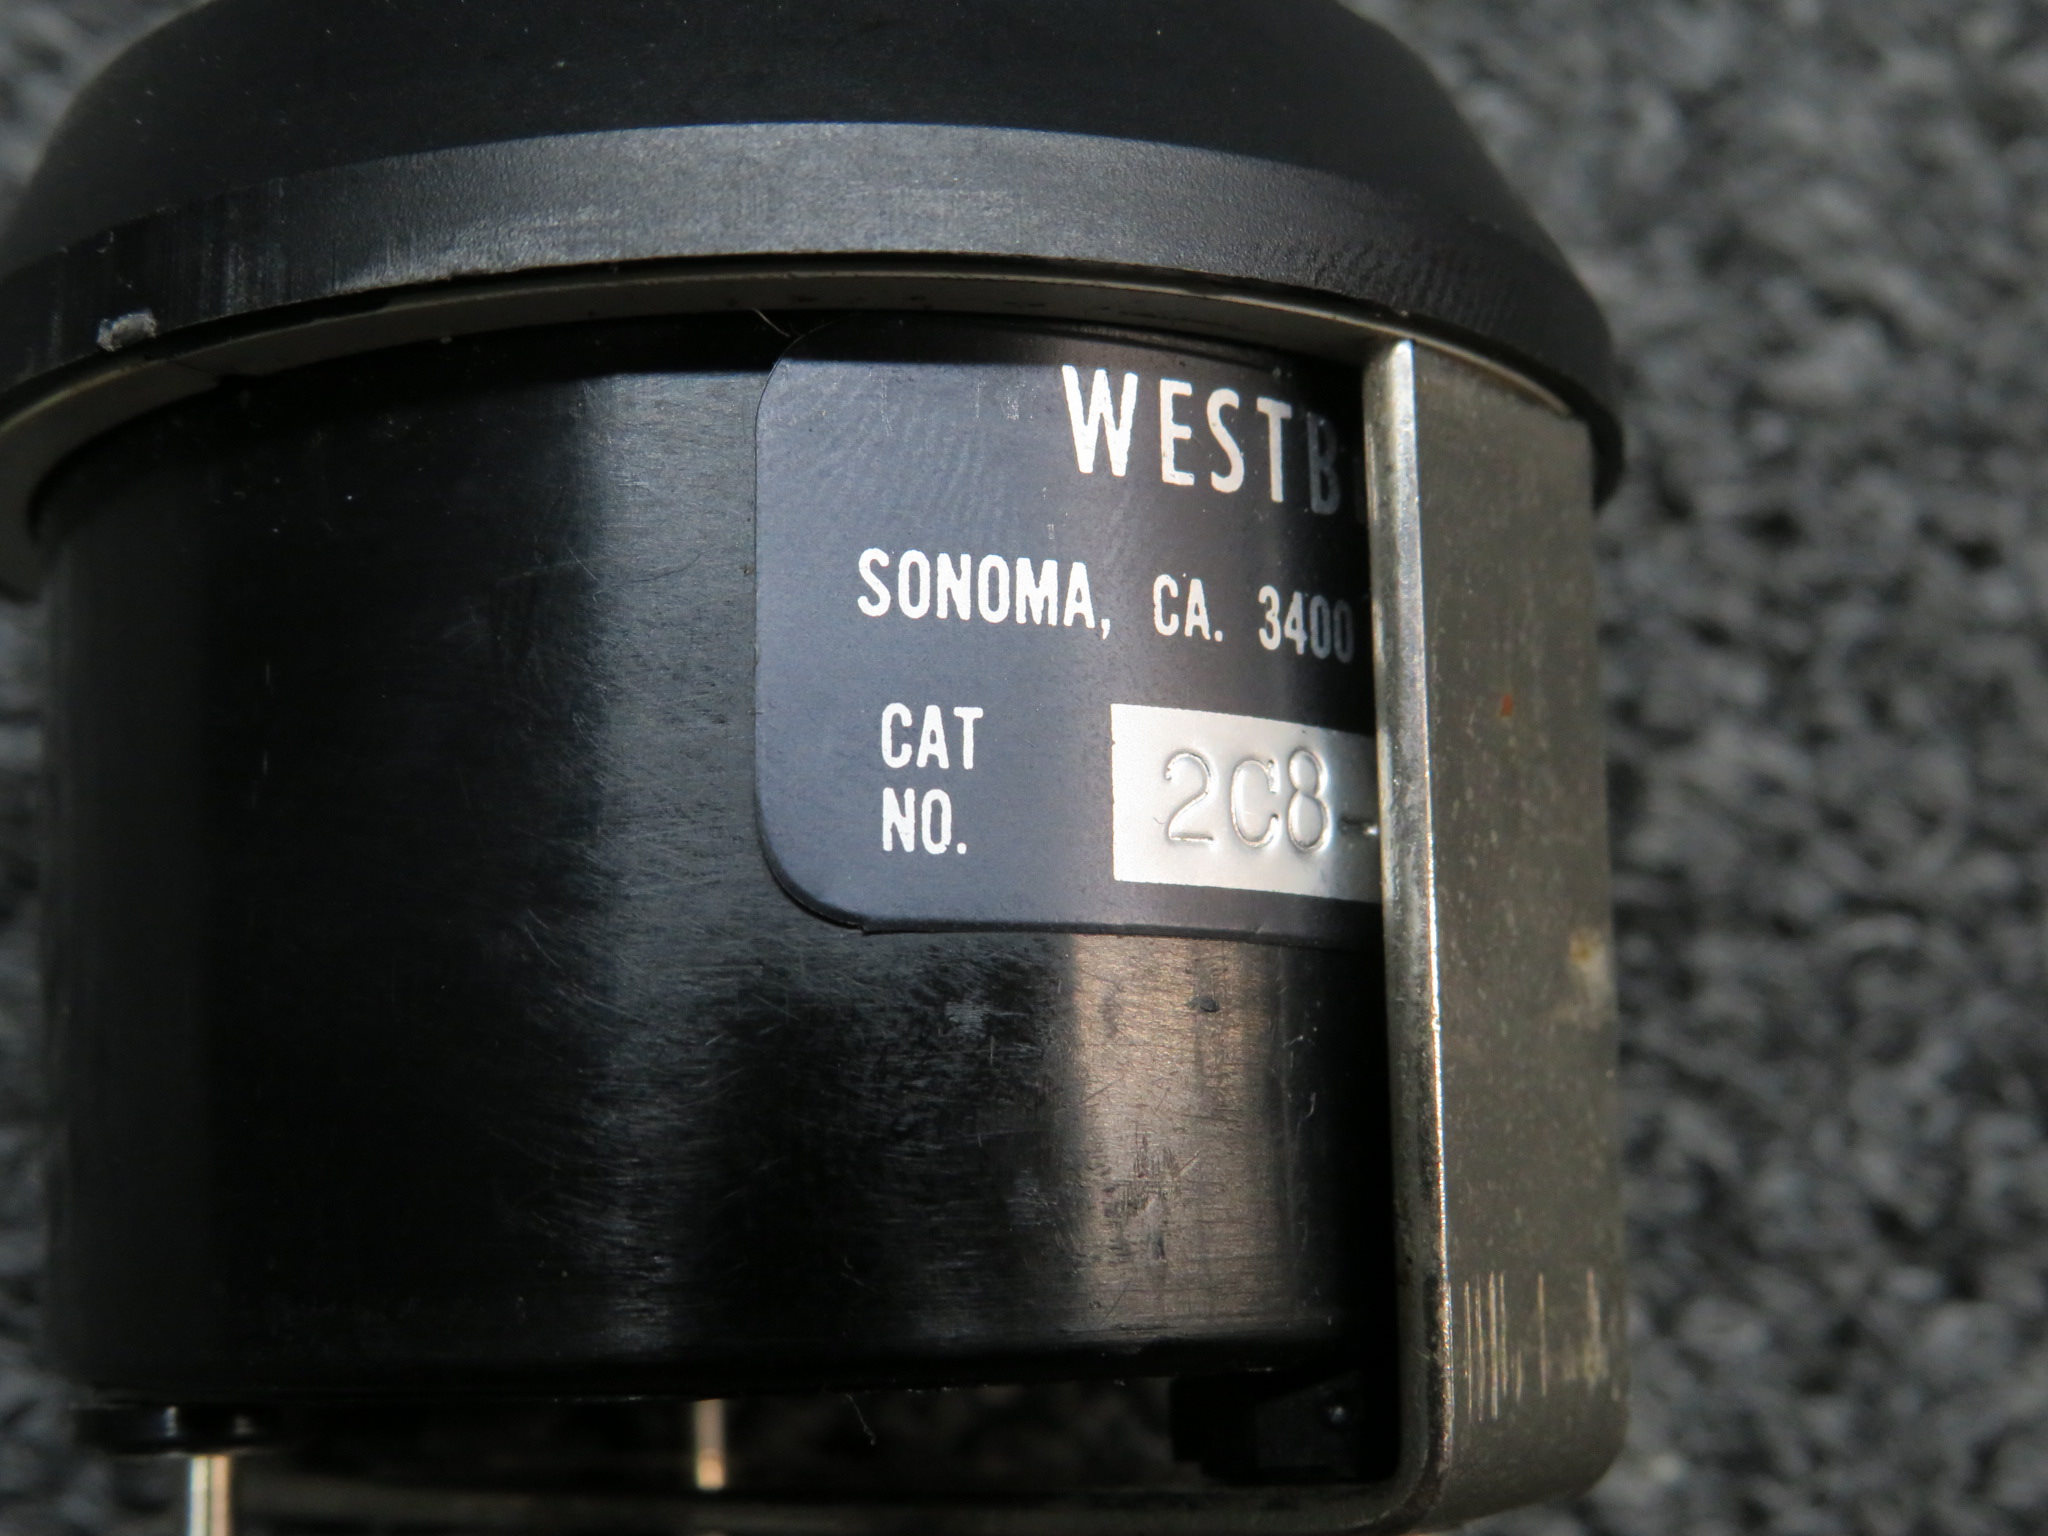 WESTB
SONOMA, CA. 3400
CAT
NO.
2C8-